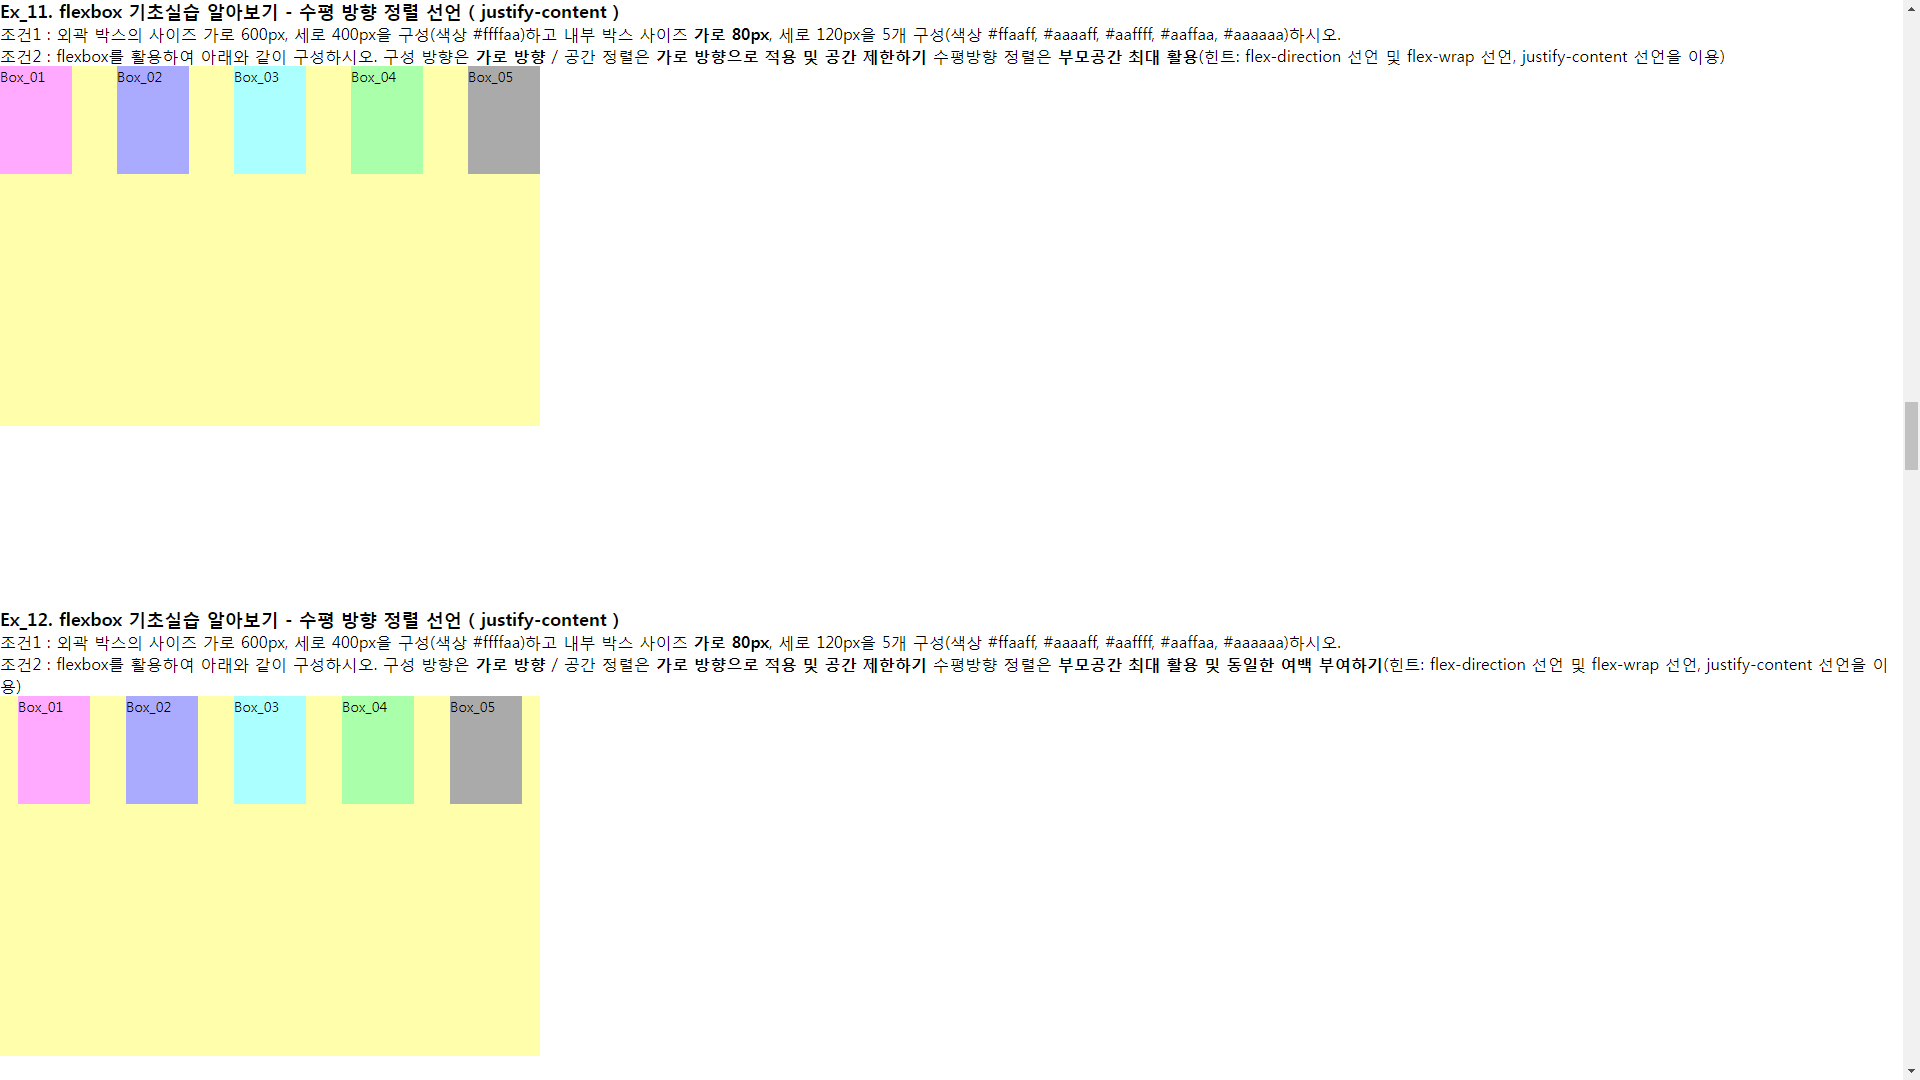 Ex_11. flexbox 기초실습 알아보기 - 수평 방향 정렬 선언 ( justify-content )
조건1 : 외곽 박스의 사이즈 가로 600px, 세로 400px을 구성(색상 #ffffaa)하고 내부 박스 사이즈 가로 80px, 세로 120px을 5개 구성(색상 #ffaaff, #aaaaff, #aaffff, #aaffaa, #aaaaaa)하시오.
조건2 : flexbox를 활용하여 아래와 같이 구성하시오. 구성 방향은 가로 방향 / 공간 정렬은 가로 방향으로 적용 및 공간 제한하기 수평방향 정렬은 부모공간 최대 활용(힌트: flex-direction 선언 및 flex-wrap 선언, justify-content 선언을 이용)
Box_01 Box_02 Box_03 Box_04 Box_05
Ex_12. flexbox 기초실습 알아보기 - 수평 방향 정렬 선언 ( justify-content )
조건1 : 외곽 박스의 사이즈 가로 600px, 세로 400px을 구성(색상 #ffffaa)하고 내부 박스 사이즈 가로 80px, 세로 120px을 5개 구성(색상 #ffaaff, #aaaaff, #aaffff, #aaffaa, #aaaaaa)하시오.
조건2 : flexbox를 활용하여 아래와 같이 구성하시오. 구성 방향은 가로 방향 / 공간 정렬은 가로 방향으로 적용 및 공간 제한하기 수평방향 정렬은 부모공간 최대 활용 및 동일한 여백 부여하기(힌트: flex-direction 선언 및 flex-wrap 선언, justify-content 선언을 이
용)
Box_01 Box_02 Box_03 Box_04 Box_05